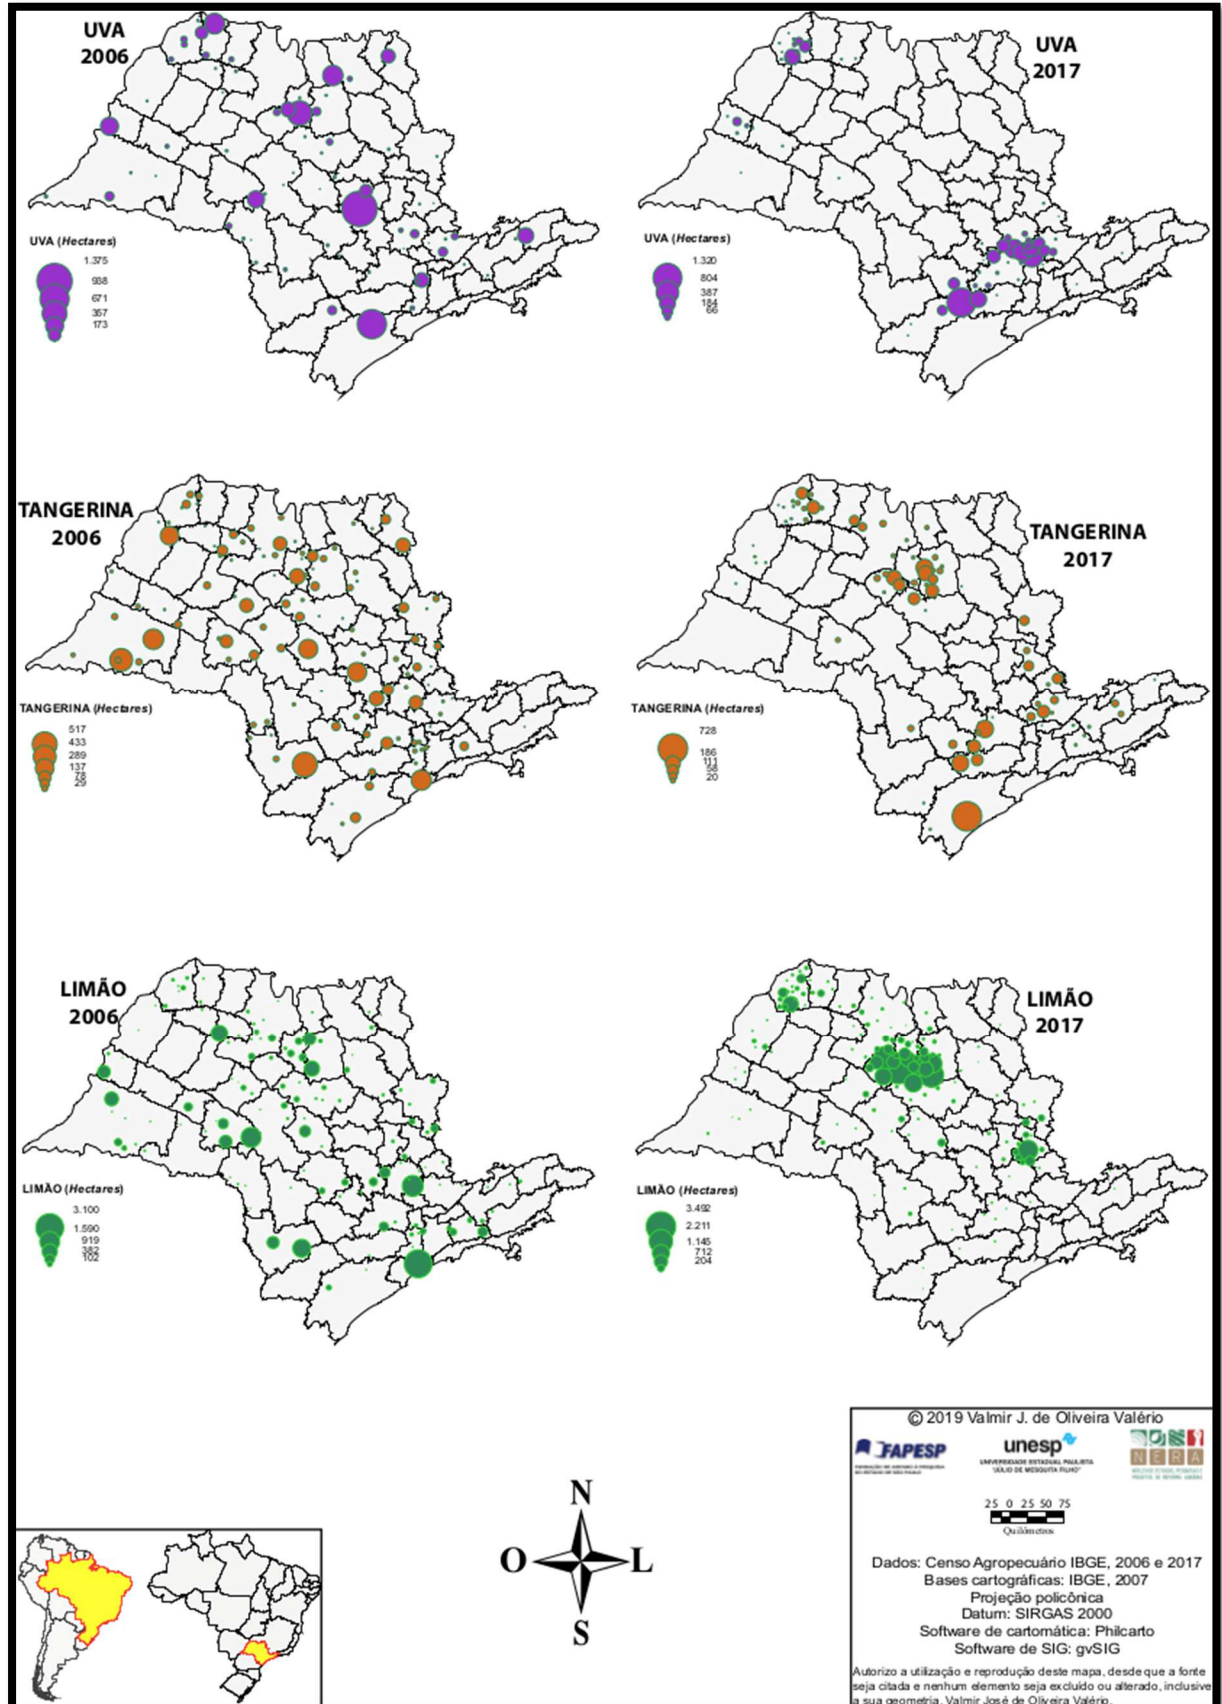 UVA
2006
UVA
2017
UVA (Hectares)
1.375
938
671
357
173
UVA (Hectares)
1.320
804
387
184
66
TANGERINA
2006
TANGERINA
2017
TANGERINA (Hectares)
517
433
289
137
78
29
TANGERINA (Hectares)
728
186
111
58
20
LIMÃO
2006
LIMÃO
2017
LIMÃO (Hectares)
3.100
1.590
919
382
102
LIMÃO (Hectares)
3.492
2.211
1.145
712
204
N
O
L
S
© 2019 Valmir J. de Oliveira Valério
FAPESP
unesp
UNIVERSIDADE ESTADUAL PAULISTA
"JÚLIO DE MESQUITA FILHO"
NERA
25 0 25 50 75
Quilômetros
Dados: Censo Agropecuário IBGE, 2006 e 2017
Bases cartográficas: IBGE, 2007
Projeção policônica
Datum: SIRGAS 2000
Software de cartomática: Philcarto
Software de SIG: gvSIG
Autorizo a utilização e reprodução deste mapa, desde que a fonte
seja citada e nenhum elemento seja excluído ou alterado, inclusive
a sua geometria. Valmir José de Oliveira Valério.